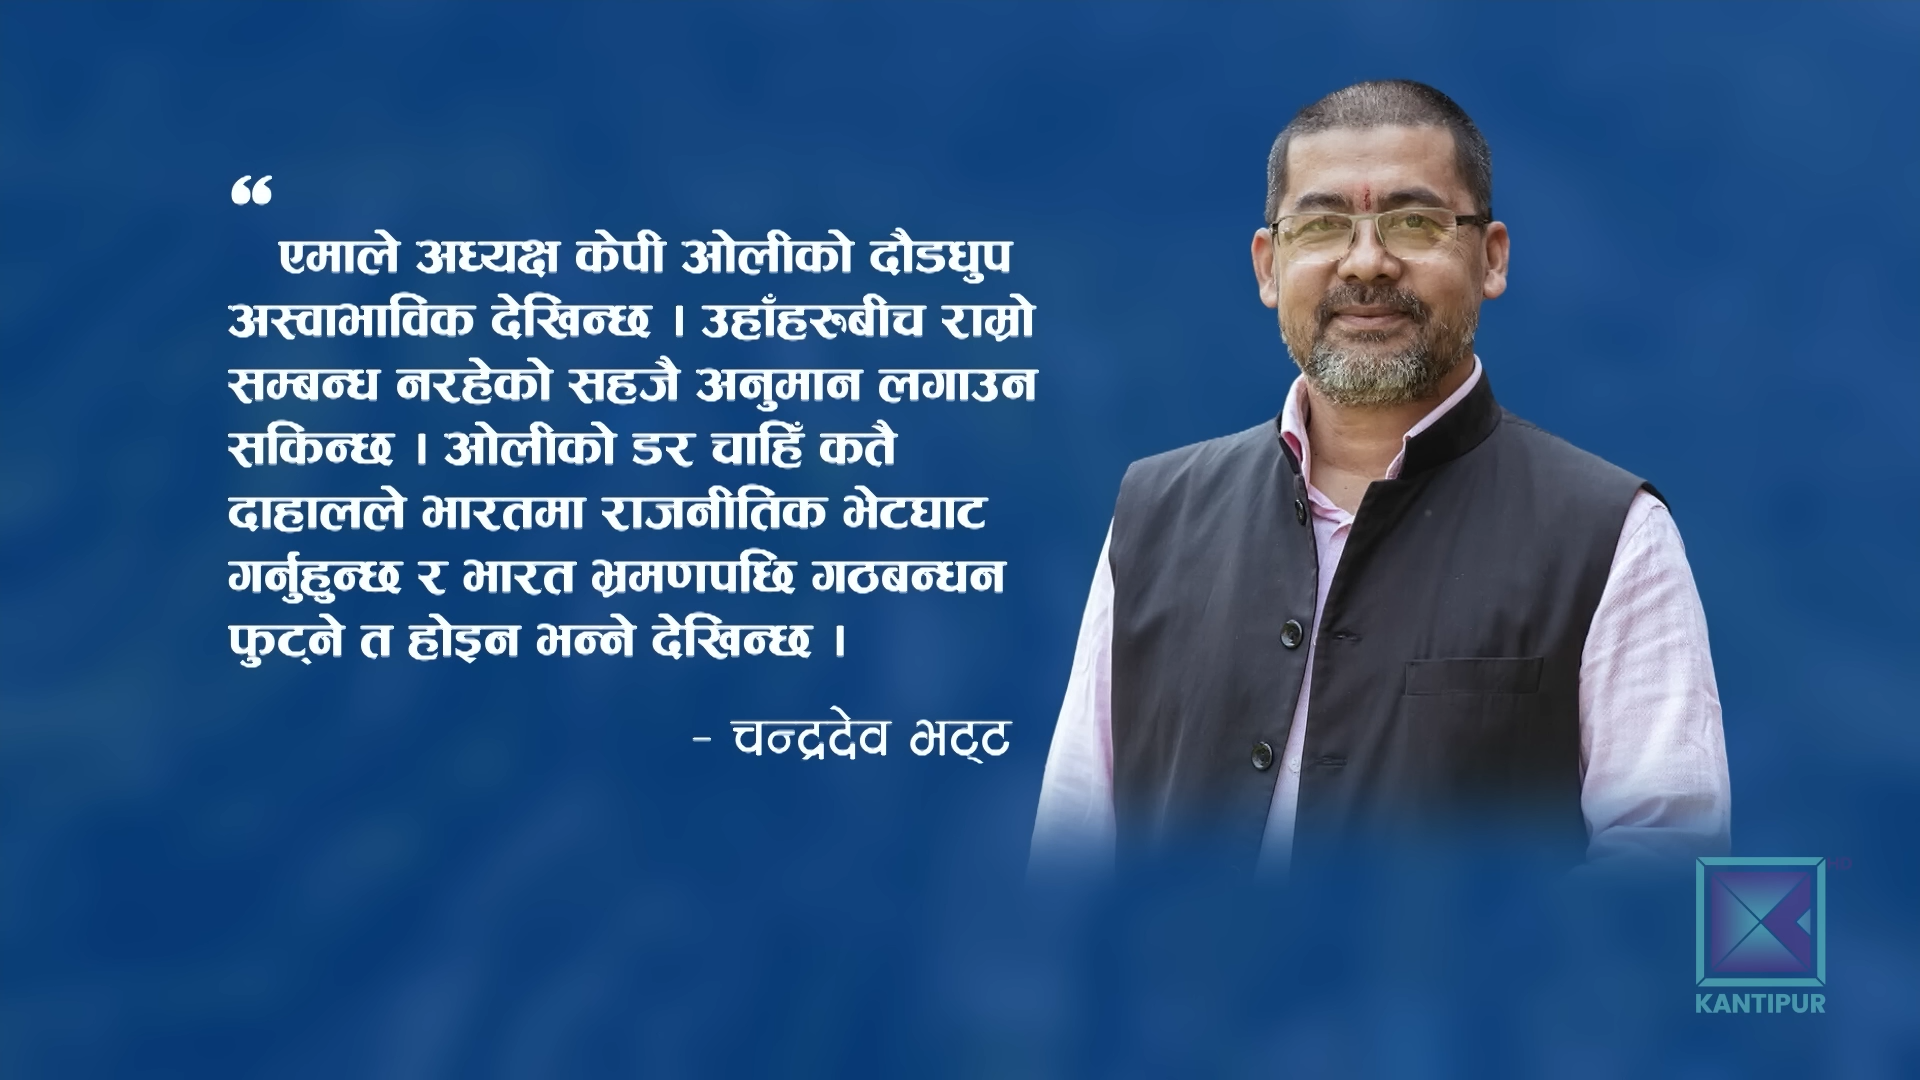 “
एमाले अध्यक्ष केपी ओलीको दौडधुप
अस्वाभाविक देखिन्छ । उहाँहरुबीच राम्रो
सम्बन्ध नरहेको सहजै अनुमान लगाउन
सकिन्छ । ओलीको डर चाहिँ कतै
दाहालले भारतमा राजनीतिक भेटघाट
गर्नुहुन्छ र भारत भ्रमणपछि गठबन्धन
फुट्ने त होइन भन्ने देखिन्छ ।
- चन्द्रदेव भट्ट
HD
KANTIPUR